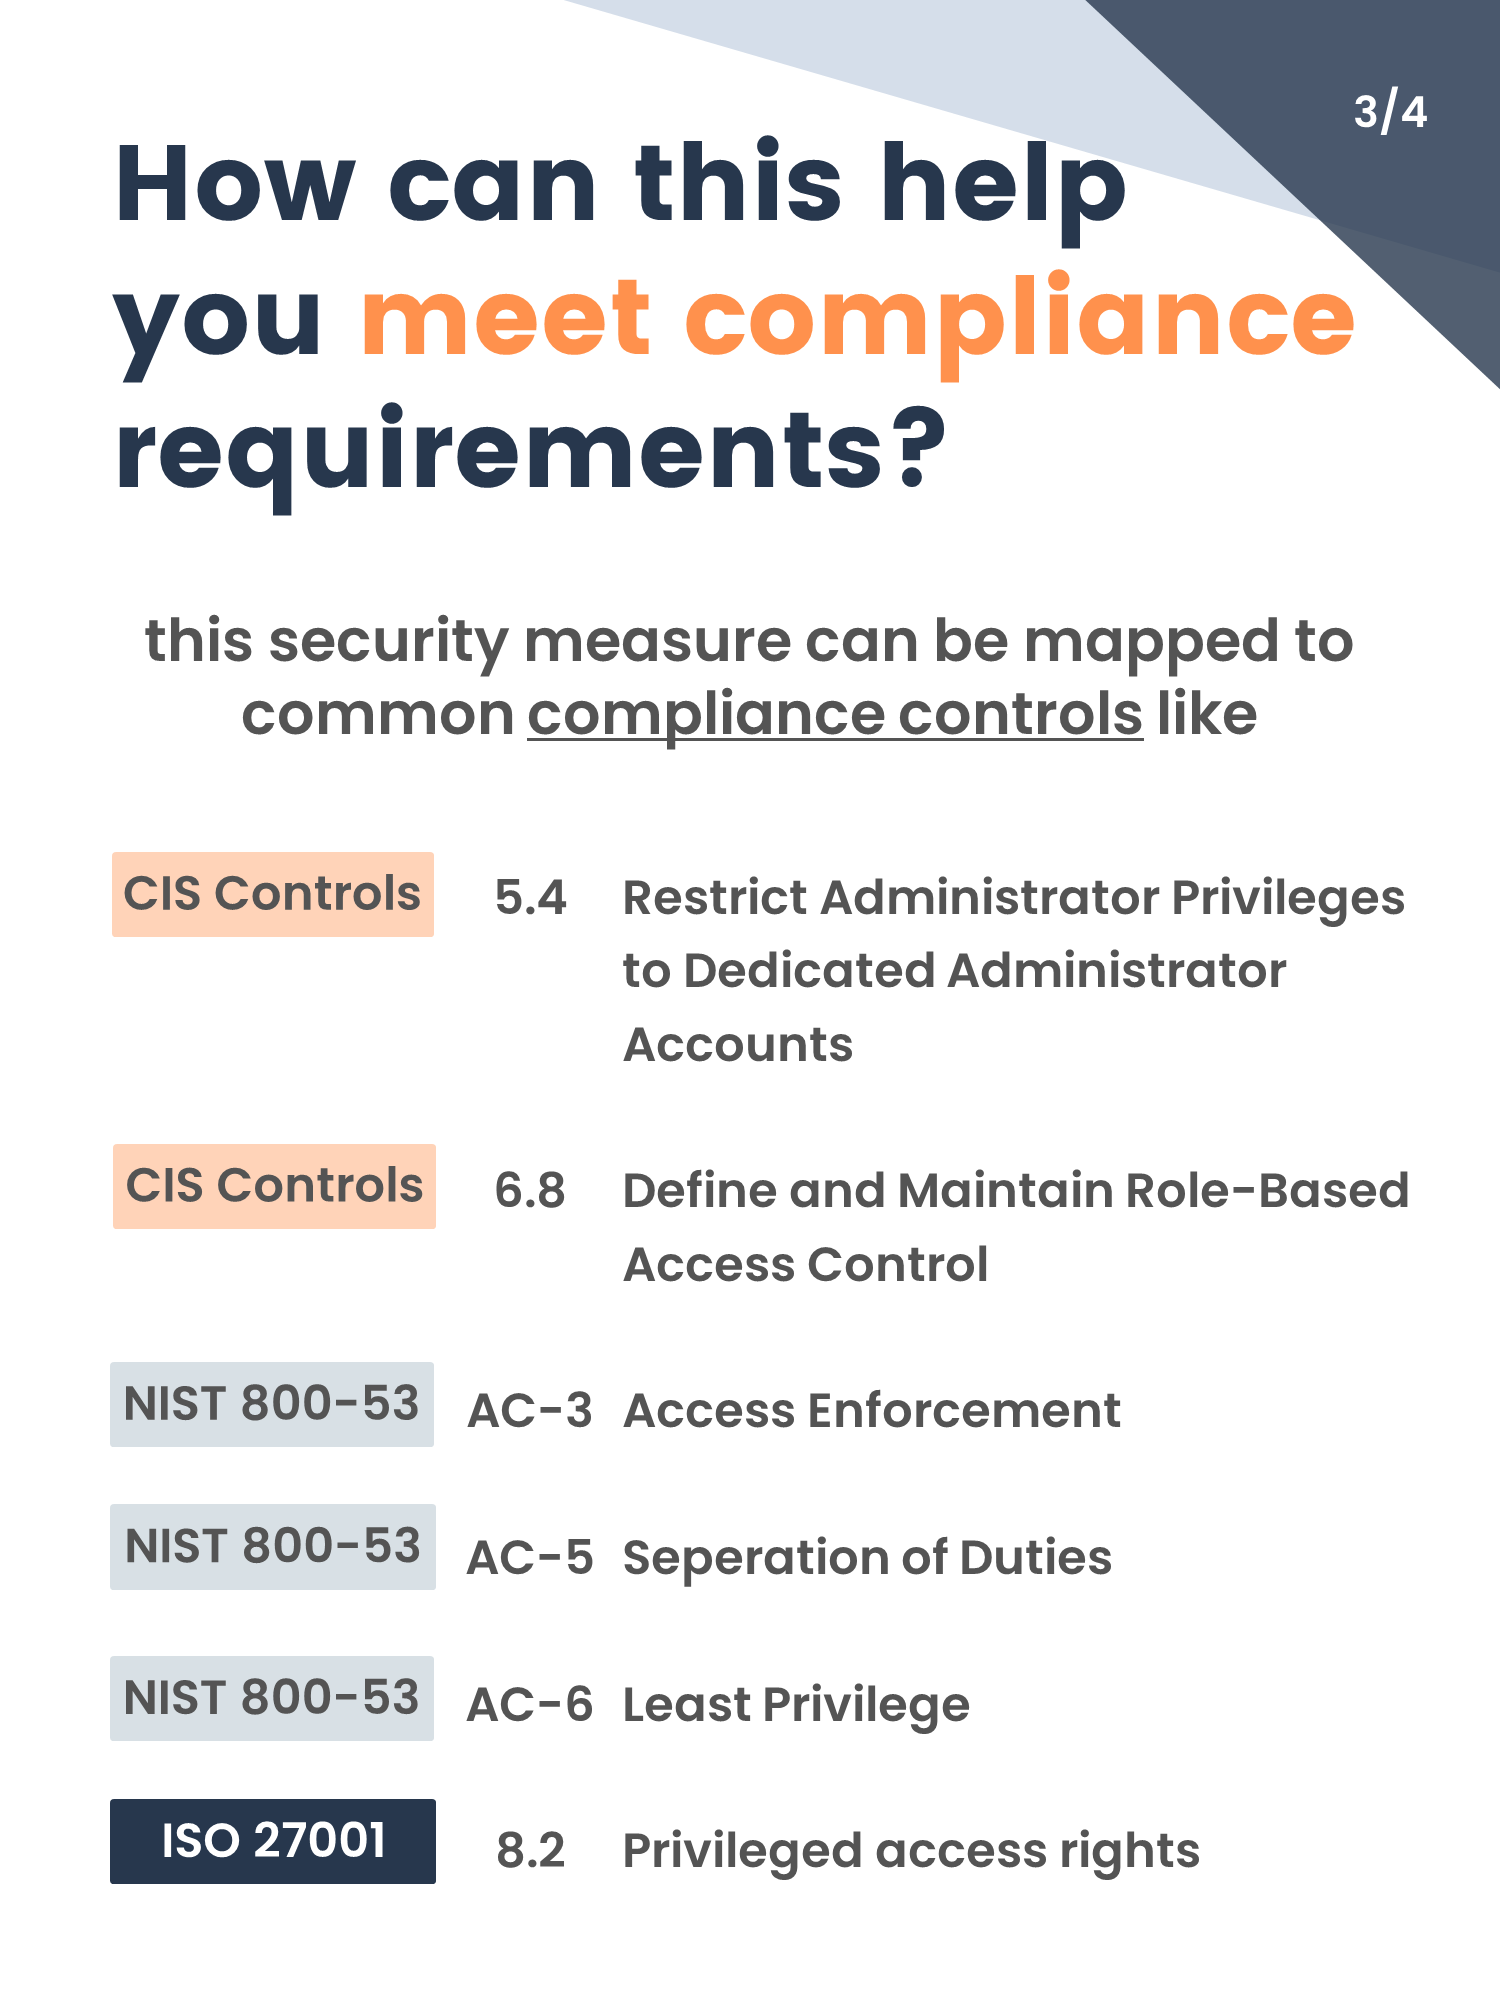 3/4
How can this help
you meet compliance
requirements?
this security measure can be mapped to
common compliance controls like
CIS Controls 5.4 Restrict Administrator Privileges
to Dedicated Administrator
Accounts
CIS Controls 6.8 Define and Maintain Role-Based
Access Control
NIST 800-53 AC-3 Access Enforcement
NIST 800-53 AC-5 Seperation of Duties
NIST 800-53 AC-6 Least Privilege
ISO 27001 8.2 Privileged access rights